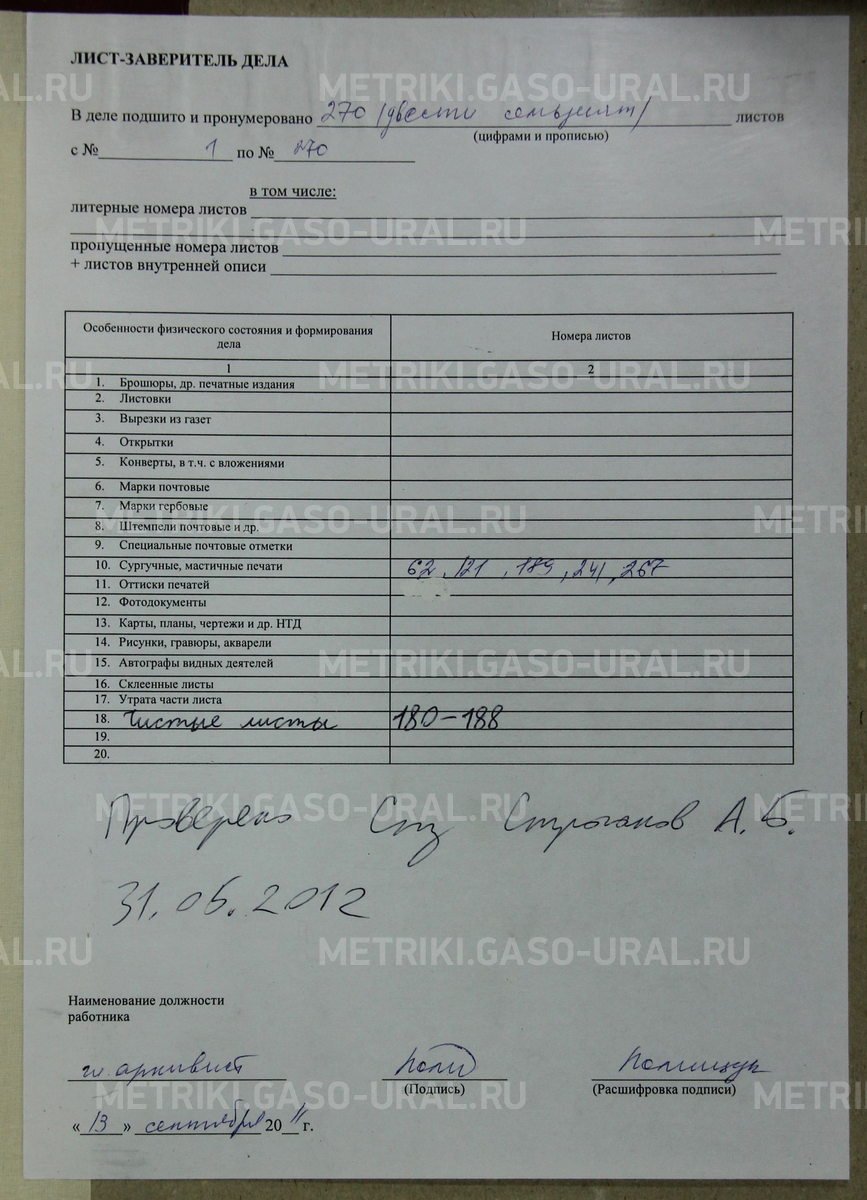 ЛИСТ-ЗАВЕРИТЕЛЬ ДЕЛА
В деле подшито и пронумеровано 270 (двести семьдесят) листов
(цифрами и прописью)
с № 1 по № 270
в том числе:
литерные номера листов
METRIKI.GASO-URAL.RU
пропущенные номера листов
+ листов внутренней описи
Особенности физического состояния и формирования дела Номера листов
1 2
1. Брошюры, др. печатные издания
2. Листовки
3. Вырезки из газет
4. Открытки
5. Конверты, в т.ч. с вложениями
6. Марки почтовые
7. Марки гербовые
8. Штемпели почтовые и др.
9. Специальные почтовые отметки
10. Сургучные, мастичные печати 62, 121, 189, 241, 267
11. Оттиски печатей
12. Фотодокументы
13. Карты, планы, чертежи и др. НТД
14. Рисунки, гравюры, акварели
15. Автографы видных деятелей
16. Склеенные листы
17. Утрата части листа
18. Чистые листы 180-188
19.
20.
Проверено Строганов А.Б.
31.05.2012
Наименование должности
работника
гл. архивист Полищук
(Подпись) (Расшифровка подписи)
«13» сентября 2011 г.